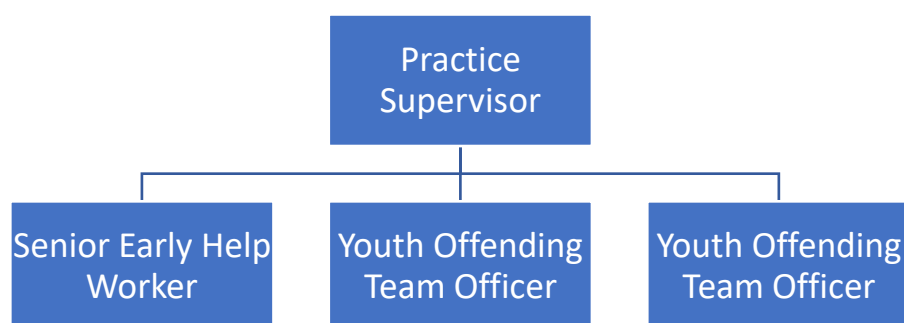 Practice
Supervisor
Senior Early Help
Worker
Youth Offending
Team Officer
Youth Offending
Team Officer